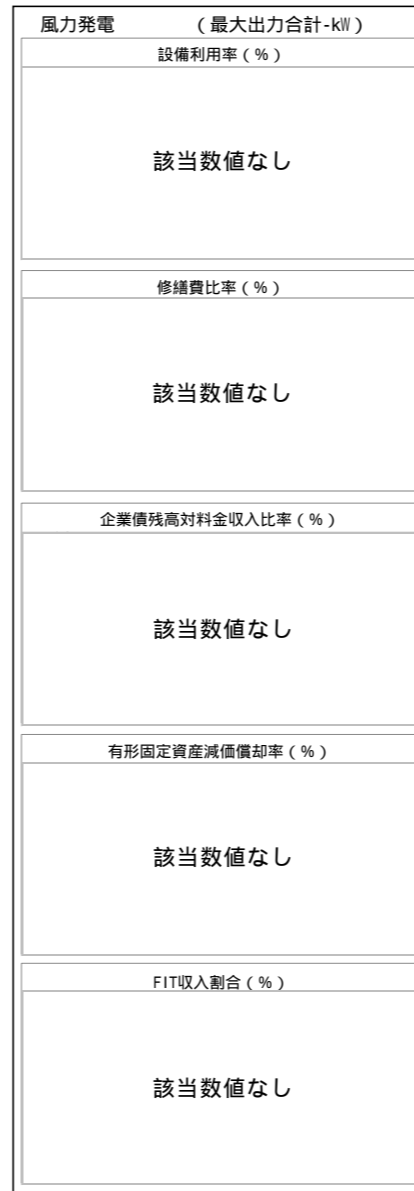 風力発電　（最大出力合計-kW）
設備利用率（％）
該当数値なし
修繕費比率（％）
該当数値なし
企業債残高対料金収入比率（％）
該当数値なし
有形固定資産減価償却率（％）
該当数値なし
FIT収入割合（％）
該当数値なし